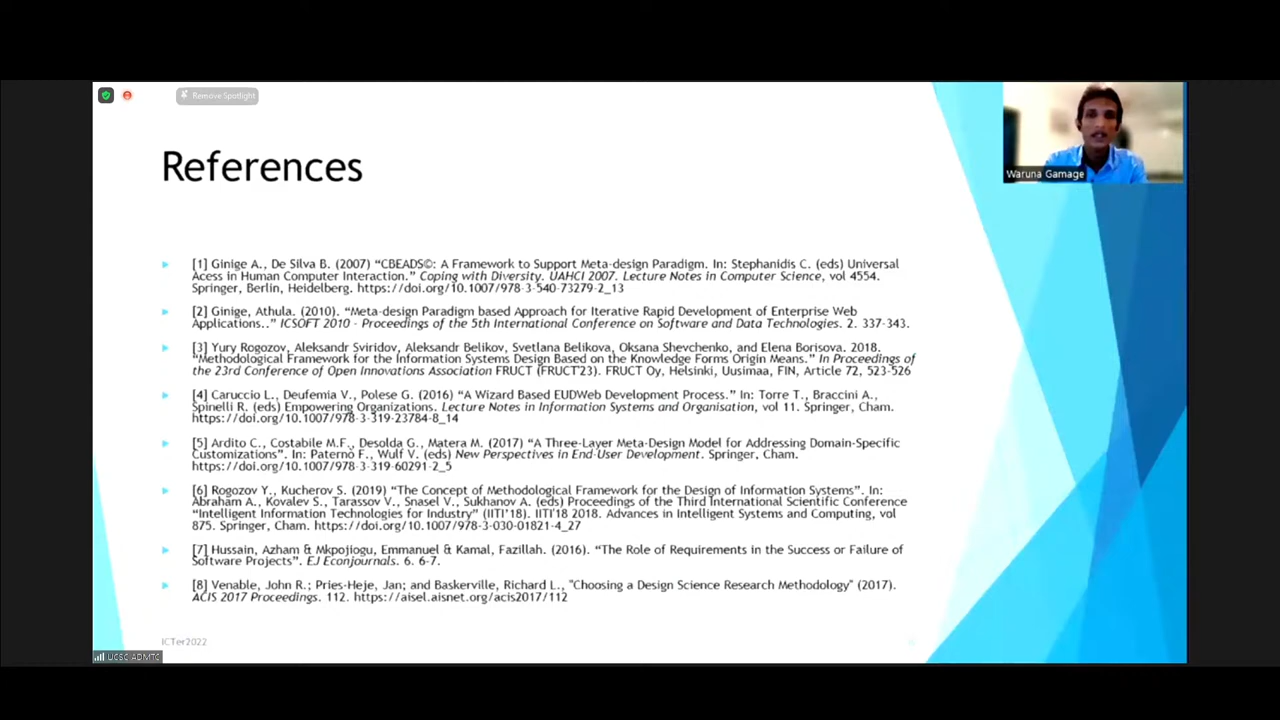 Remove Spotlight
Waruna Gamage
References
[1] Ginige A., De Silva B. (2007) “CBEADS©: A Framework to Support Meta-design Paradigm. In: Stephanidis C. (eds) Universal
Acess in Human Computer Interaction.” Coping with Diversity. UAHCI 2007. Lecture Notes in Computer Science, vol 4554.
Springer, Berlin, Heidelberg. https://doi.org/10.1007/978-3-540-73279-2_13
[2] Ginige, Athula. (2010). “Meta-design Paradigm based Approach for Iterative Rapid Development of Enterprise Web
Applications..” ICSOFT 2010 - Proceedings of the 5th International Conference on Software and Data Technologies. 2. 337-343.
[3] Yury Rogozov, Aleksandr Sviridov, Aleksandr Belikov, Svetlana Belikova, Oksana Shevchenko, and Elena Borisova. 2018.
“Methodological Framework for the Information Systems Design Based on the Knowledge Forms Origin Means.” In Proceedings of
the 23rd Conference of Open Innovations Association FRUCT (FRUCT'23). FRUCT Oy, Helsinki, Uusimaa, FIN, Article 72, 523-526
[4] Caruccio L., Deufemia V., Polese G. (2016) “A Wizard Based EUDWeb Development Process.” In: Torre T., Braccini A.,
Spinelli R. (eds) Empowering Organizations. Lecture Notes in Information Systems and Organisation, vol 11. Springer, Cham.
https://doi.org/10.1007/978-3-319-23784-8_14
[5] Ardito C., Costabile M.F., Desolda G., Matera M. (2017) “A Three-Layer Meta-Design Model for Addressing Domain-Specific
Customizations”. In: Paternò F., Wulf V. (eds) New Perspectives in End-User Development. Springer, Cham.
https://doi.org/10.1007/978-3-319-60291-2_5
[6] Rogozov Y., Kucherov S. (2019) “The Concept of Methodological Framework for the Design of Information Systems”. In:
Abraham A., Kovalev S., Tarassov V., Snasel V., Sukhanov A. (eds) Proceedings of the Third International Scientific Conference
“Intelligent Information Technologies for Industry” (IITI’18). IITI'18 2018. Advances in Intelligent Systems and Computing, vol
875. Springer, Cham. https://doi.org/10.1007/978-3-030-01821-4_27
[7] Hussain, Azham & Mkpojiogu, Emmanuel & Kamal, Fazillah. (2016). “The Role of Requirements in the Success or Failure of
Software Projects”. EJ Econjournals. 6. 6-7.
[8] Venable, John R.; Pries-Heje, Jan; and Baskerville, Richard L., "Choosing a Design Science Research Methodology" (2017).
ACIS 2017 Proceedings. 112. https://aisel.aisnet.org/acis2017/112
ICTer2022
UCSC ADMTC